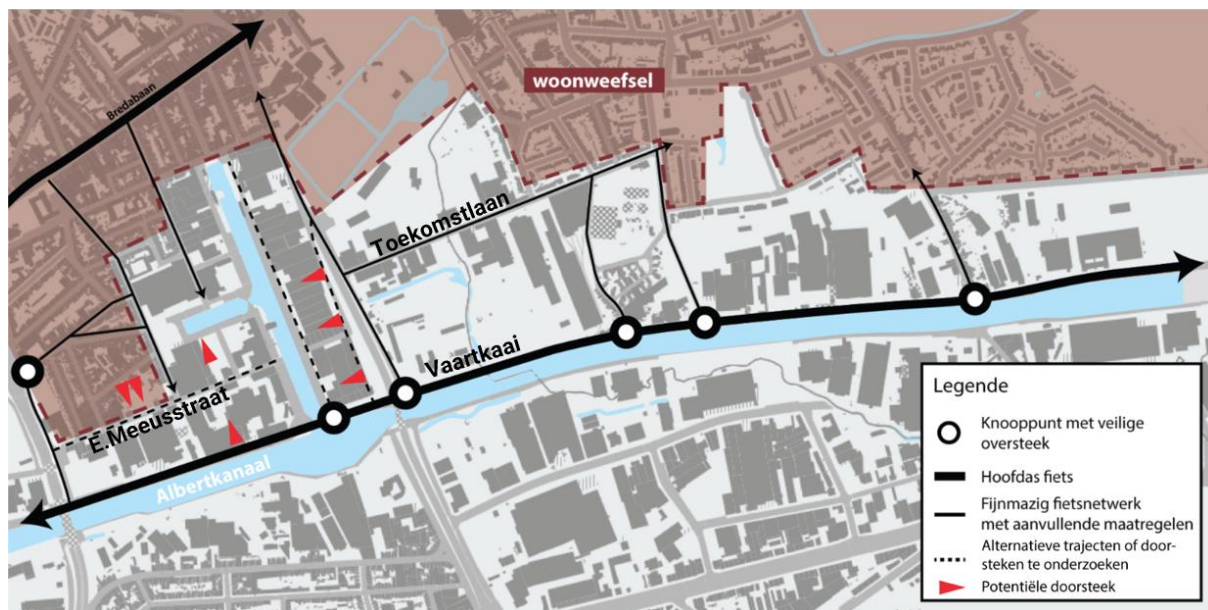 woonweefsel
Bredabaan
Toekomstlaan
Vaartkaai
E.Meeusstraat
Albertkanaal
Legende
Knooppunt met veilige
oversteek
Hoofdas fiets
Fijnmazig fietsnetwerk
met aanvullende maatregelen
Alternatieve trajecten of door-
steken te onderzoeken
Potentiële doorsteek